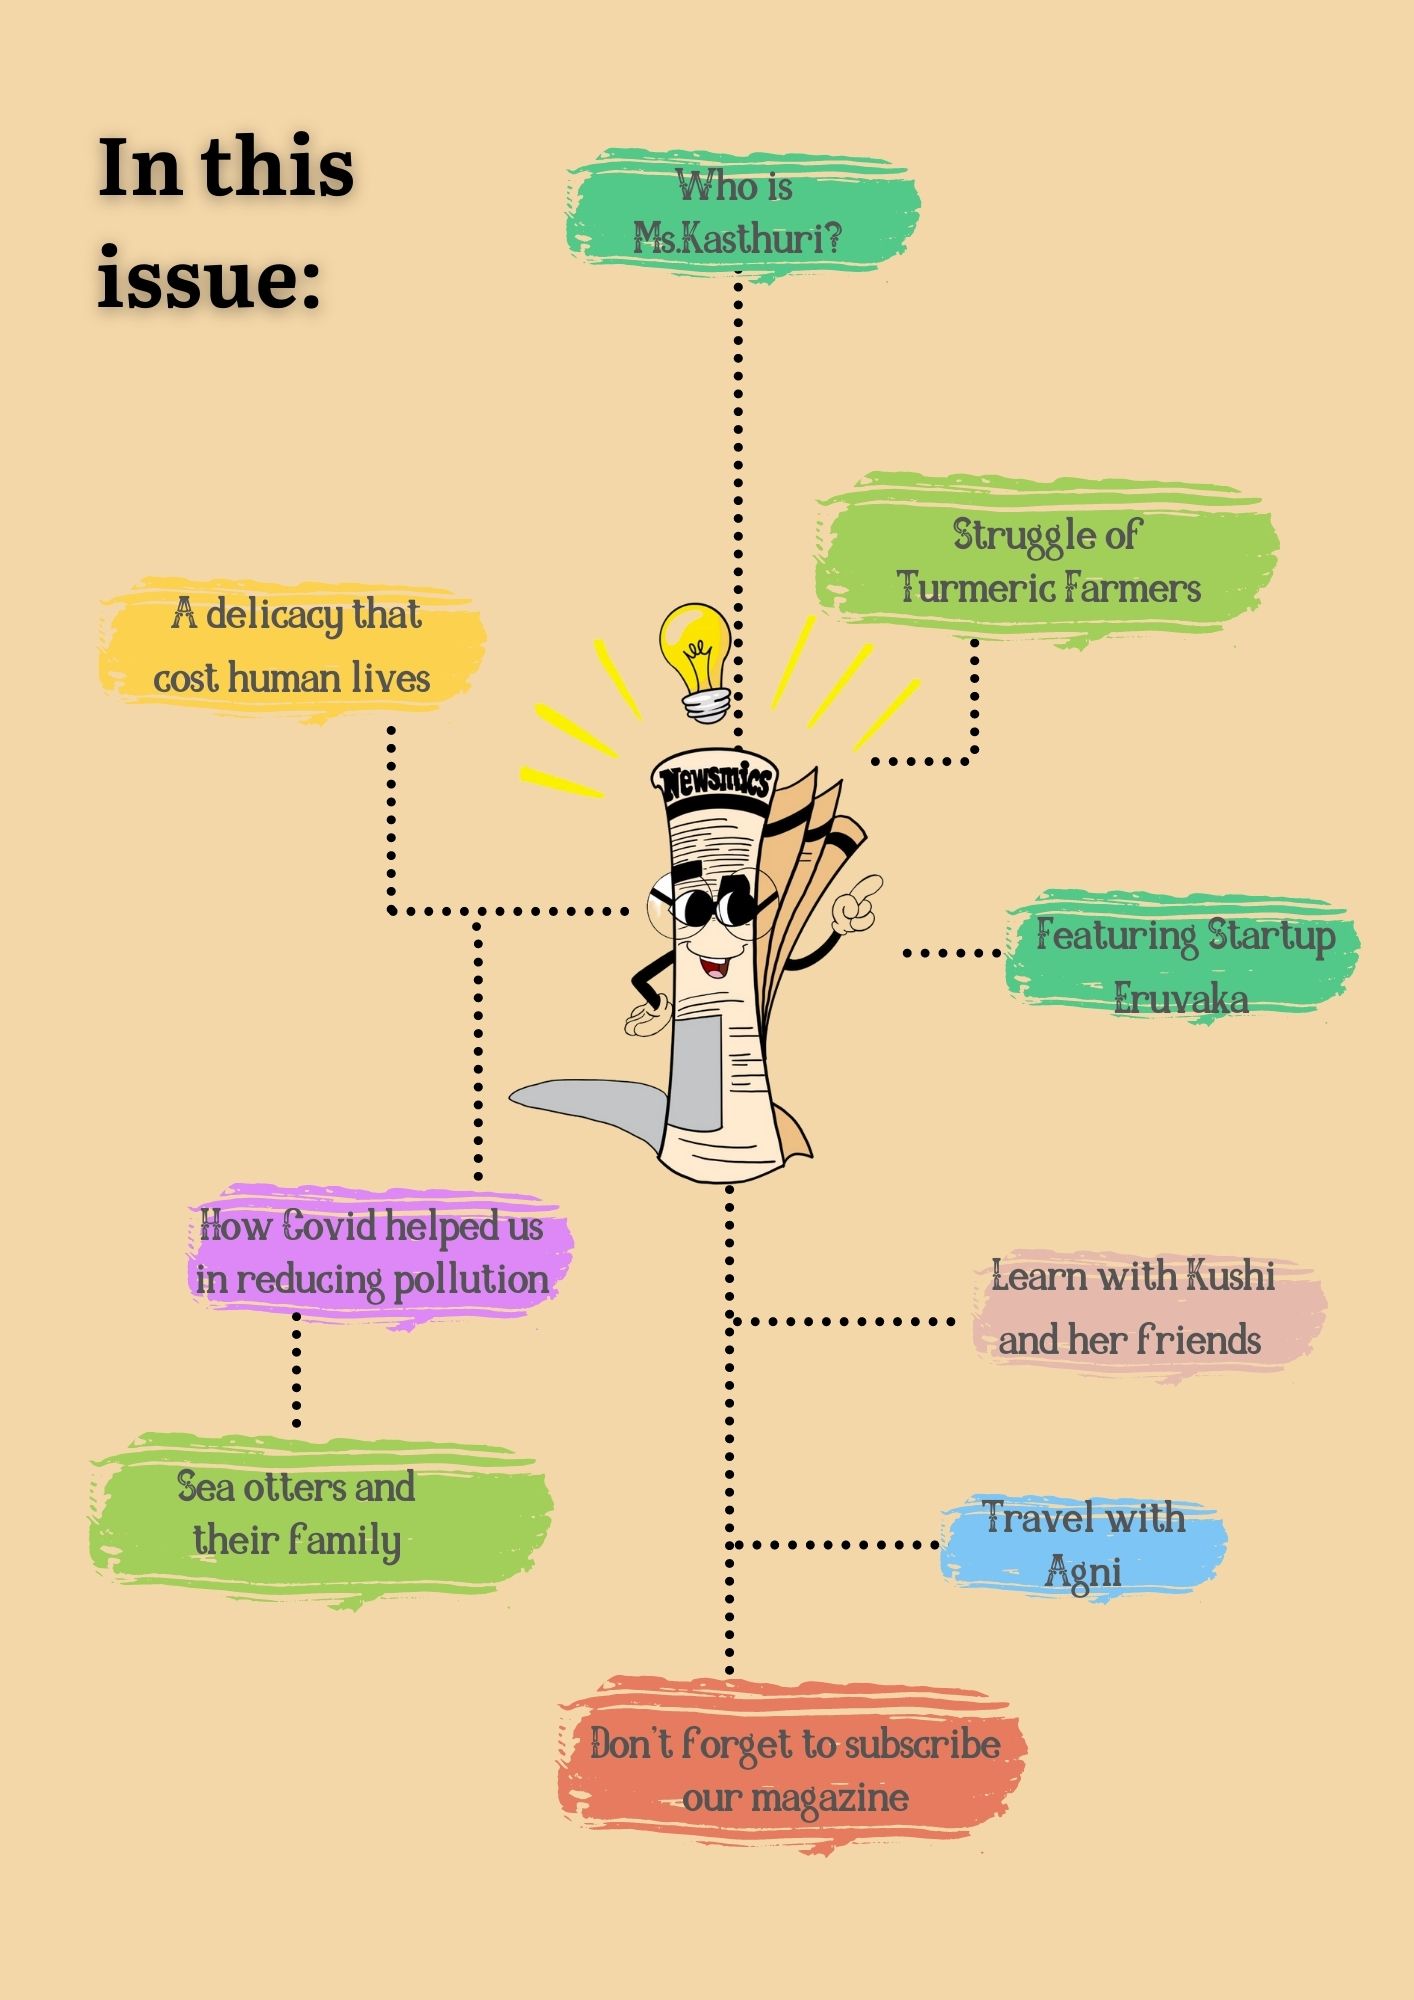 In this
issue:
Who is
Ms.Kasthuri?
Struggle of
Turmeric Farmers
A delicacy that
cost human lives
Newsmics
Featuring Startup
Eruvaka
How Covid helped us
in reducing pollution
Learn with Kushi
and her friends
Sea otters and
their family
Travel with
Agni
Don't forget to subscribe
our magazine